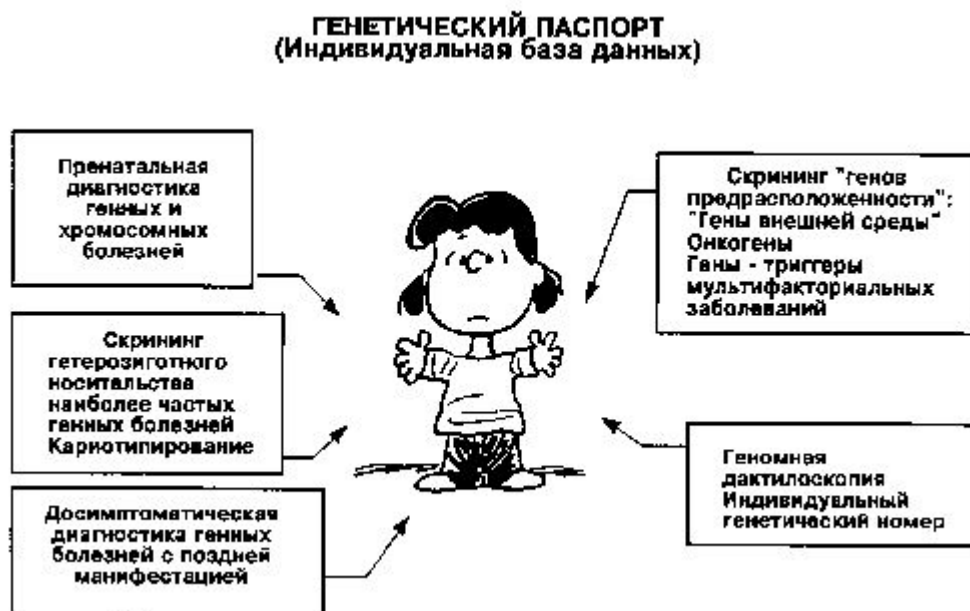 ГЕНЕТИЧЕСКИЙ ПАСПОРТ
(Индивидуальная база данных)
Пренатальная
диагностика
генных и
хромосомных
болезней
Скрининг
гетерозиготного
носительства
наиболее частых
генных болезней
Кариотипирование
Досимптоматическая
диагностика генных
болезней с поздней
манифестацией
Скрининг "генов
предрасположенности":
"Гены внешней среды"
Онкогены
Гены - триггеры
мультифакториальных
заболеваний
Геномная
дактилоскопия
Индивидуальный
генетический номер